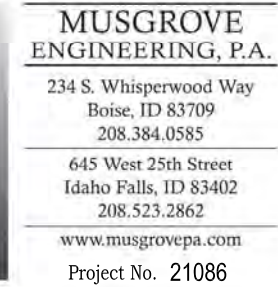 MUSGROVE
ENGINEERING, P.A.
234 S. Whisperwood Way
Boise, ID 83709
208.384.0585
645 West 25th Street
Idaho Falls, ID 83402
208.523.2862
www.musgrovepa.com
Project No. 21086